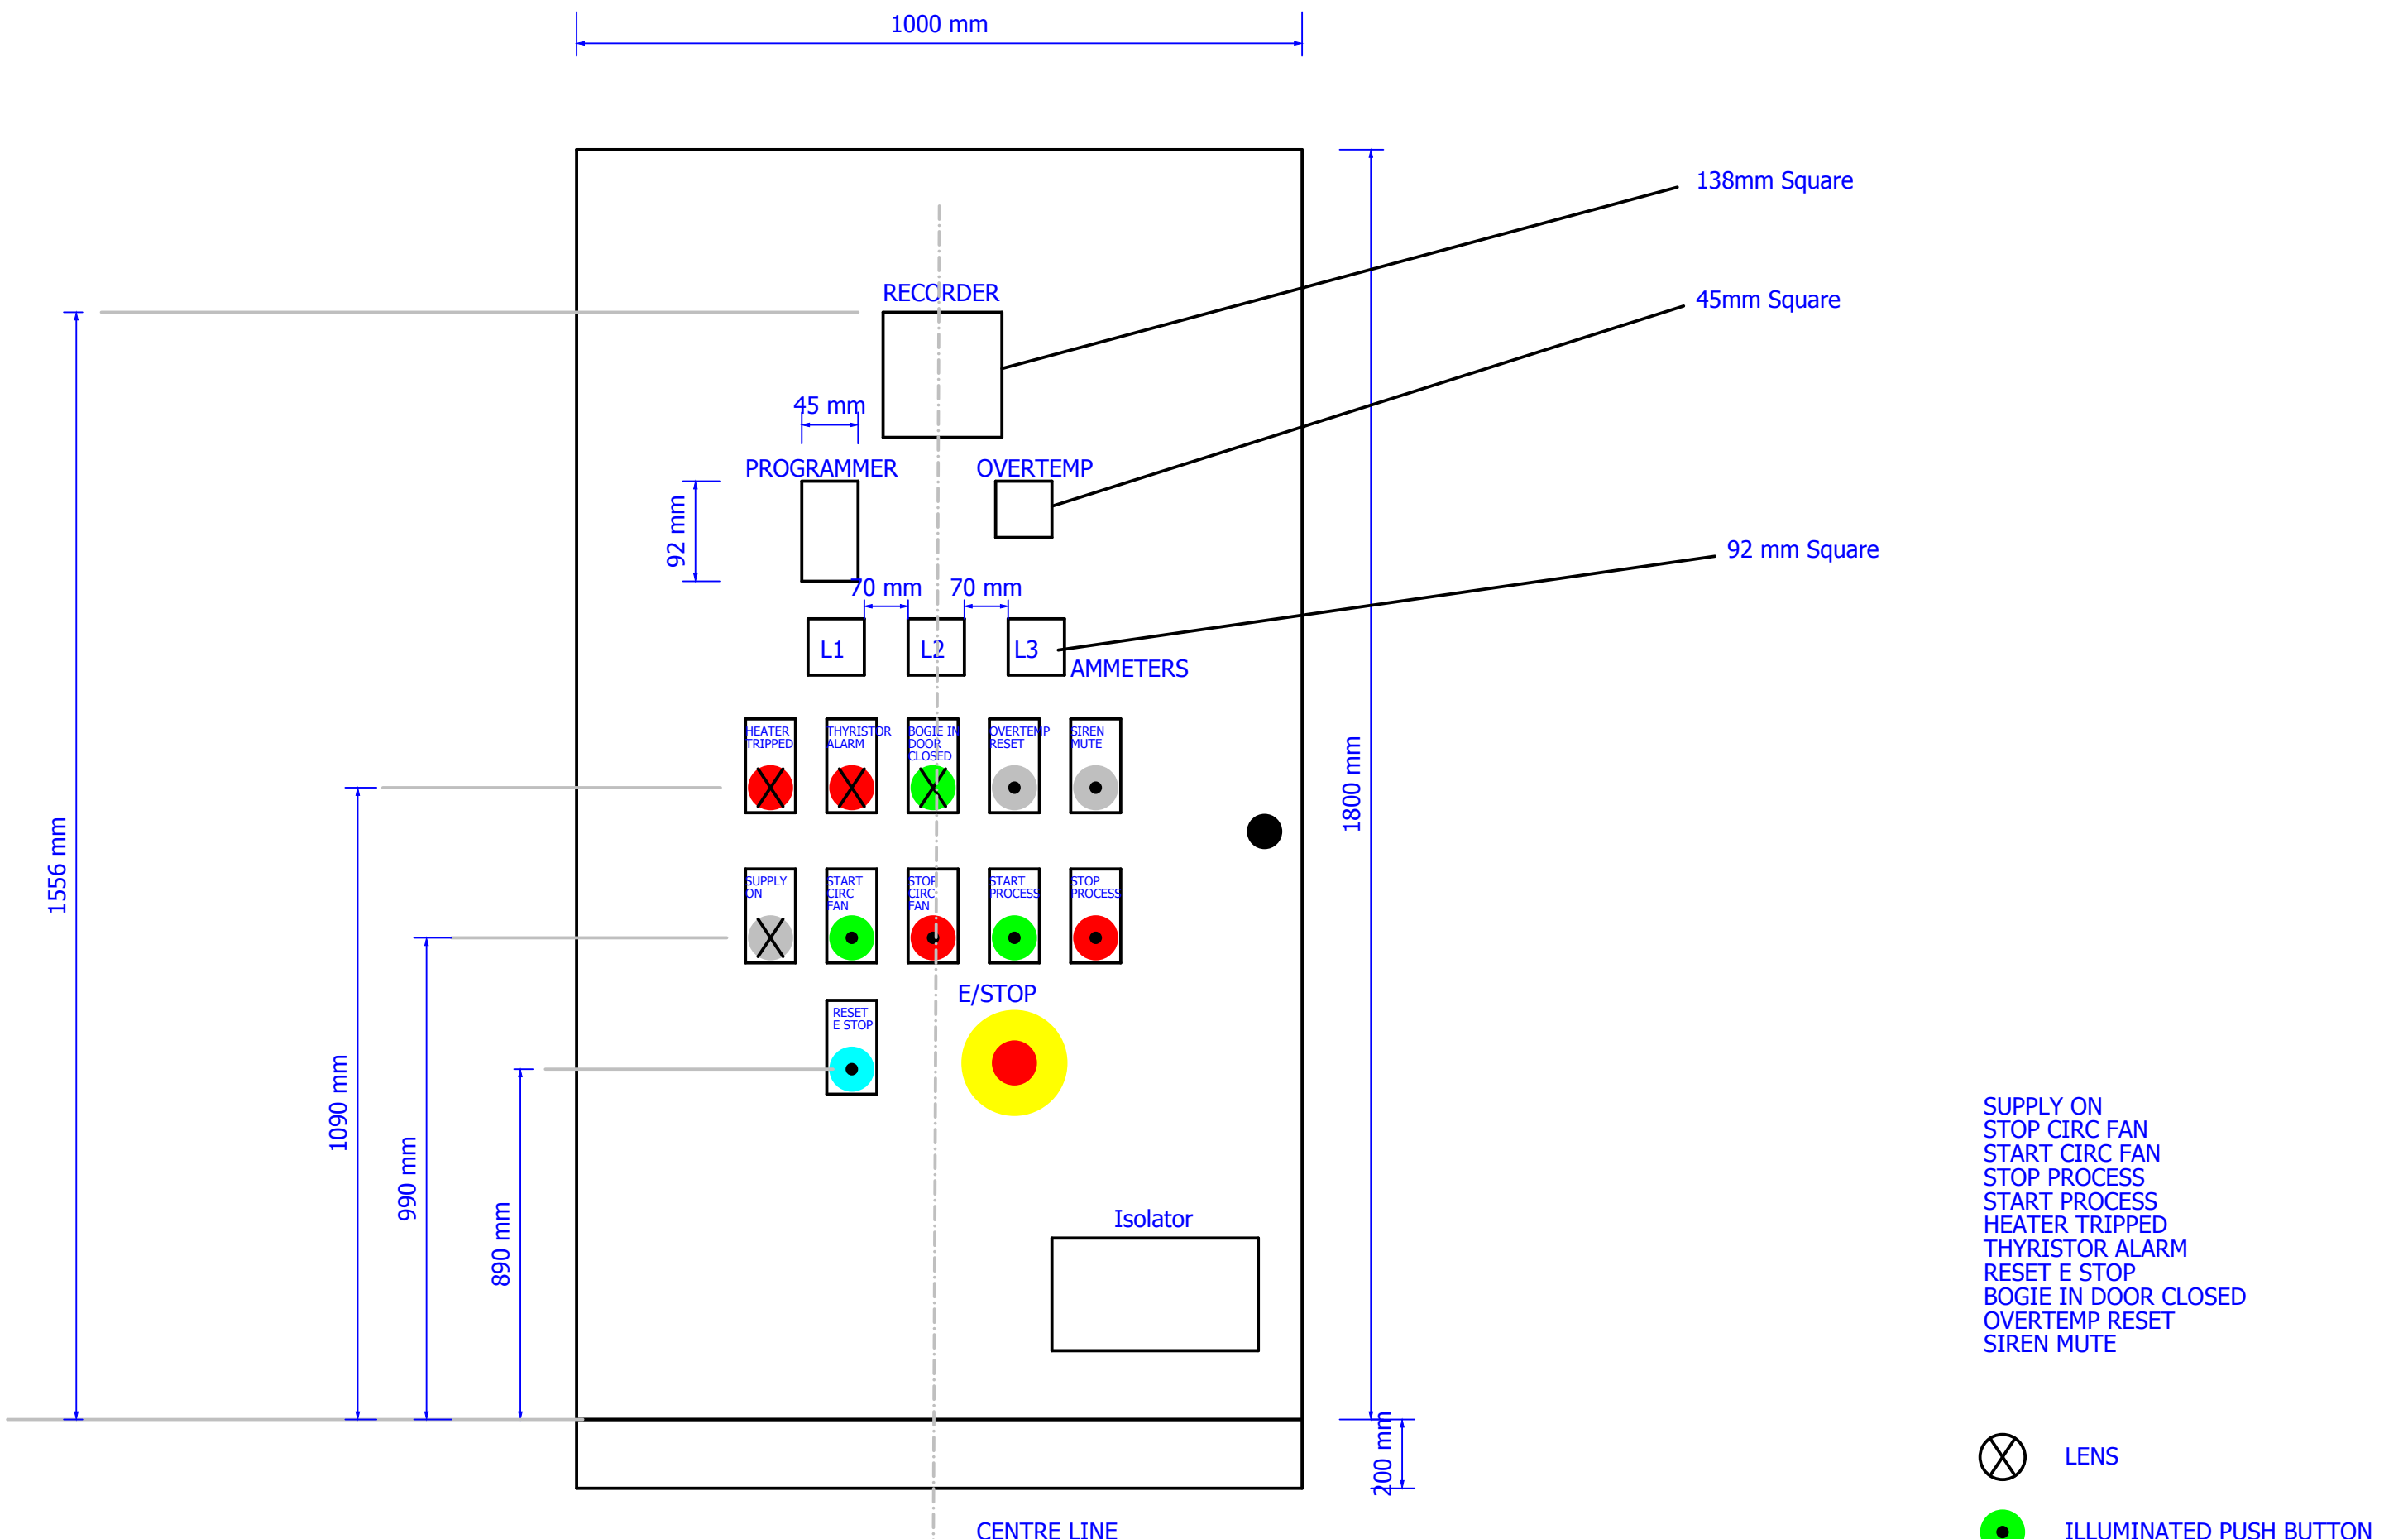 1000 mm
138mm Square
RECORDER
45mm Square
45 mm
PROGRAMMER
OVERTEMP
92 mm
92 mm Square
70 mm
70 mm
L1
L2
L3
AMMETERS
HEATER
TRIPPED
THYRISTOR
ALARM
BOGIE IN
DOOR
CLOSED
OVERTEMP
RESET
SIREN
MUTE
1800 mm
1556 mm
SUPPLY
ON
START
CIRC
FAN
STOP
CIRC
FAN
START
PROCESS
STOP
PROCESS
E/STOP
RESET
E STOP
1090 mm
990 mm
890 mm
Isolator
SUPPLY ON
STOP CIRC FAN
START CIRC FAN
STOP PROCESS
START PROCESS
HEATER TRIPPED
THYRISTOR ALARM
RESET E STOP
BOGIE IN DOOR CLOSED
OVERTEMP RESET
SIREN MUTE
200 mm
LENS
CENTRE LINE
ILLUMINATED PUSH BUTTON